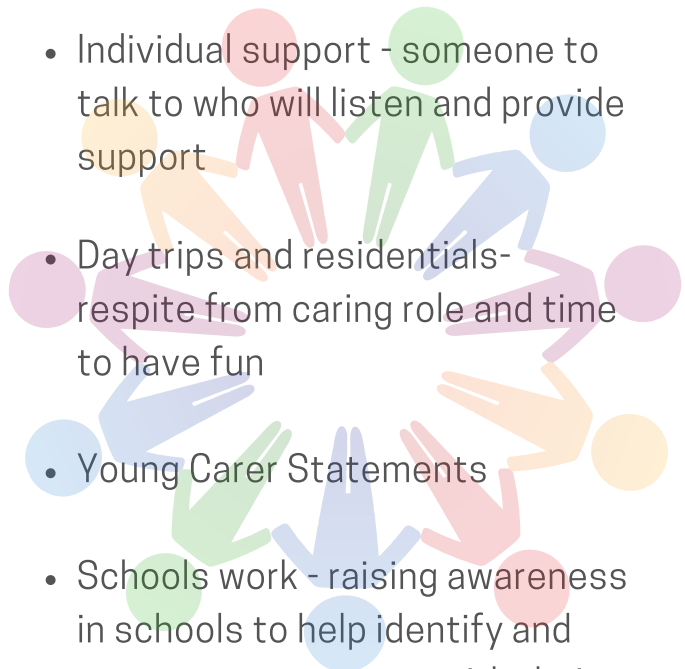 • Individual support - someone to
talk to who will listen and provide
support
• Day trips and residentials-
respite from caring role and time
to have fun
• Young Carer Statements
• Schools work - raising awareness
in schools to help identify and